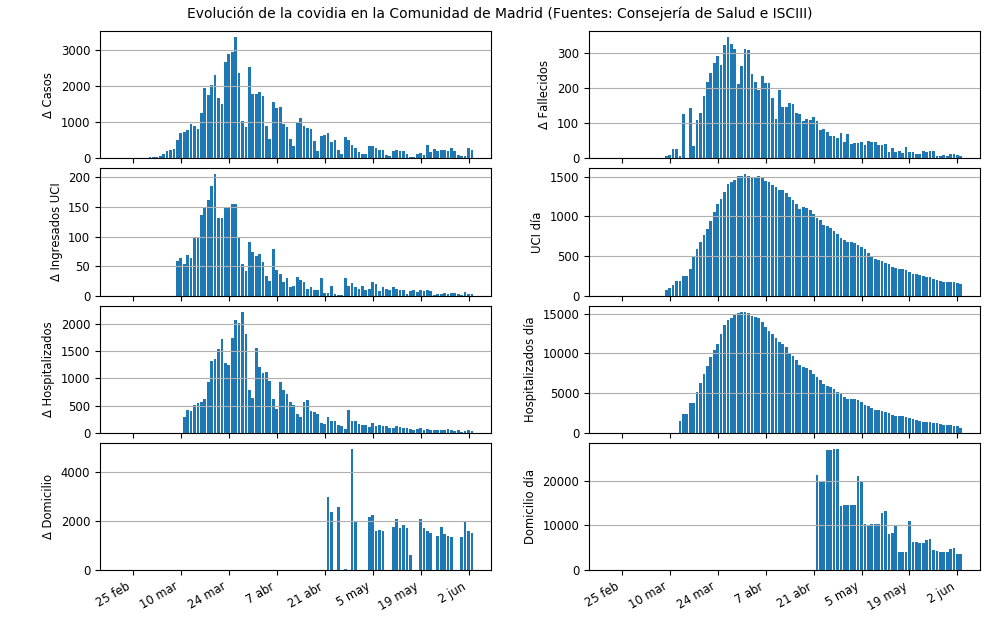 Evolución de la covidia en la Comunidad de Madrid (Fuentes: Consejería de Salud e ISCIII)
Δ Casos
3000
2000
1000
0
Δ Fallecidos
300
200
100
0
Δ Ingresados UCI
200
150
100
50
0
UCI día
1500
1000
500
0
Δ Hospitalizados
2000
1500
1000
500
0
Hospitalizados día
15000
10000
5000
0
Δ Domicilio
4000
2000
0
25 feb
10 mar
24 mar
7 abr
21 abr
5 may
19 may
2 jun
Domicilio día
20000
10000
0
25 feb
10 mar
24 mar
7 abr
21 abr
5 may
19 may
2 jun